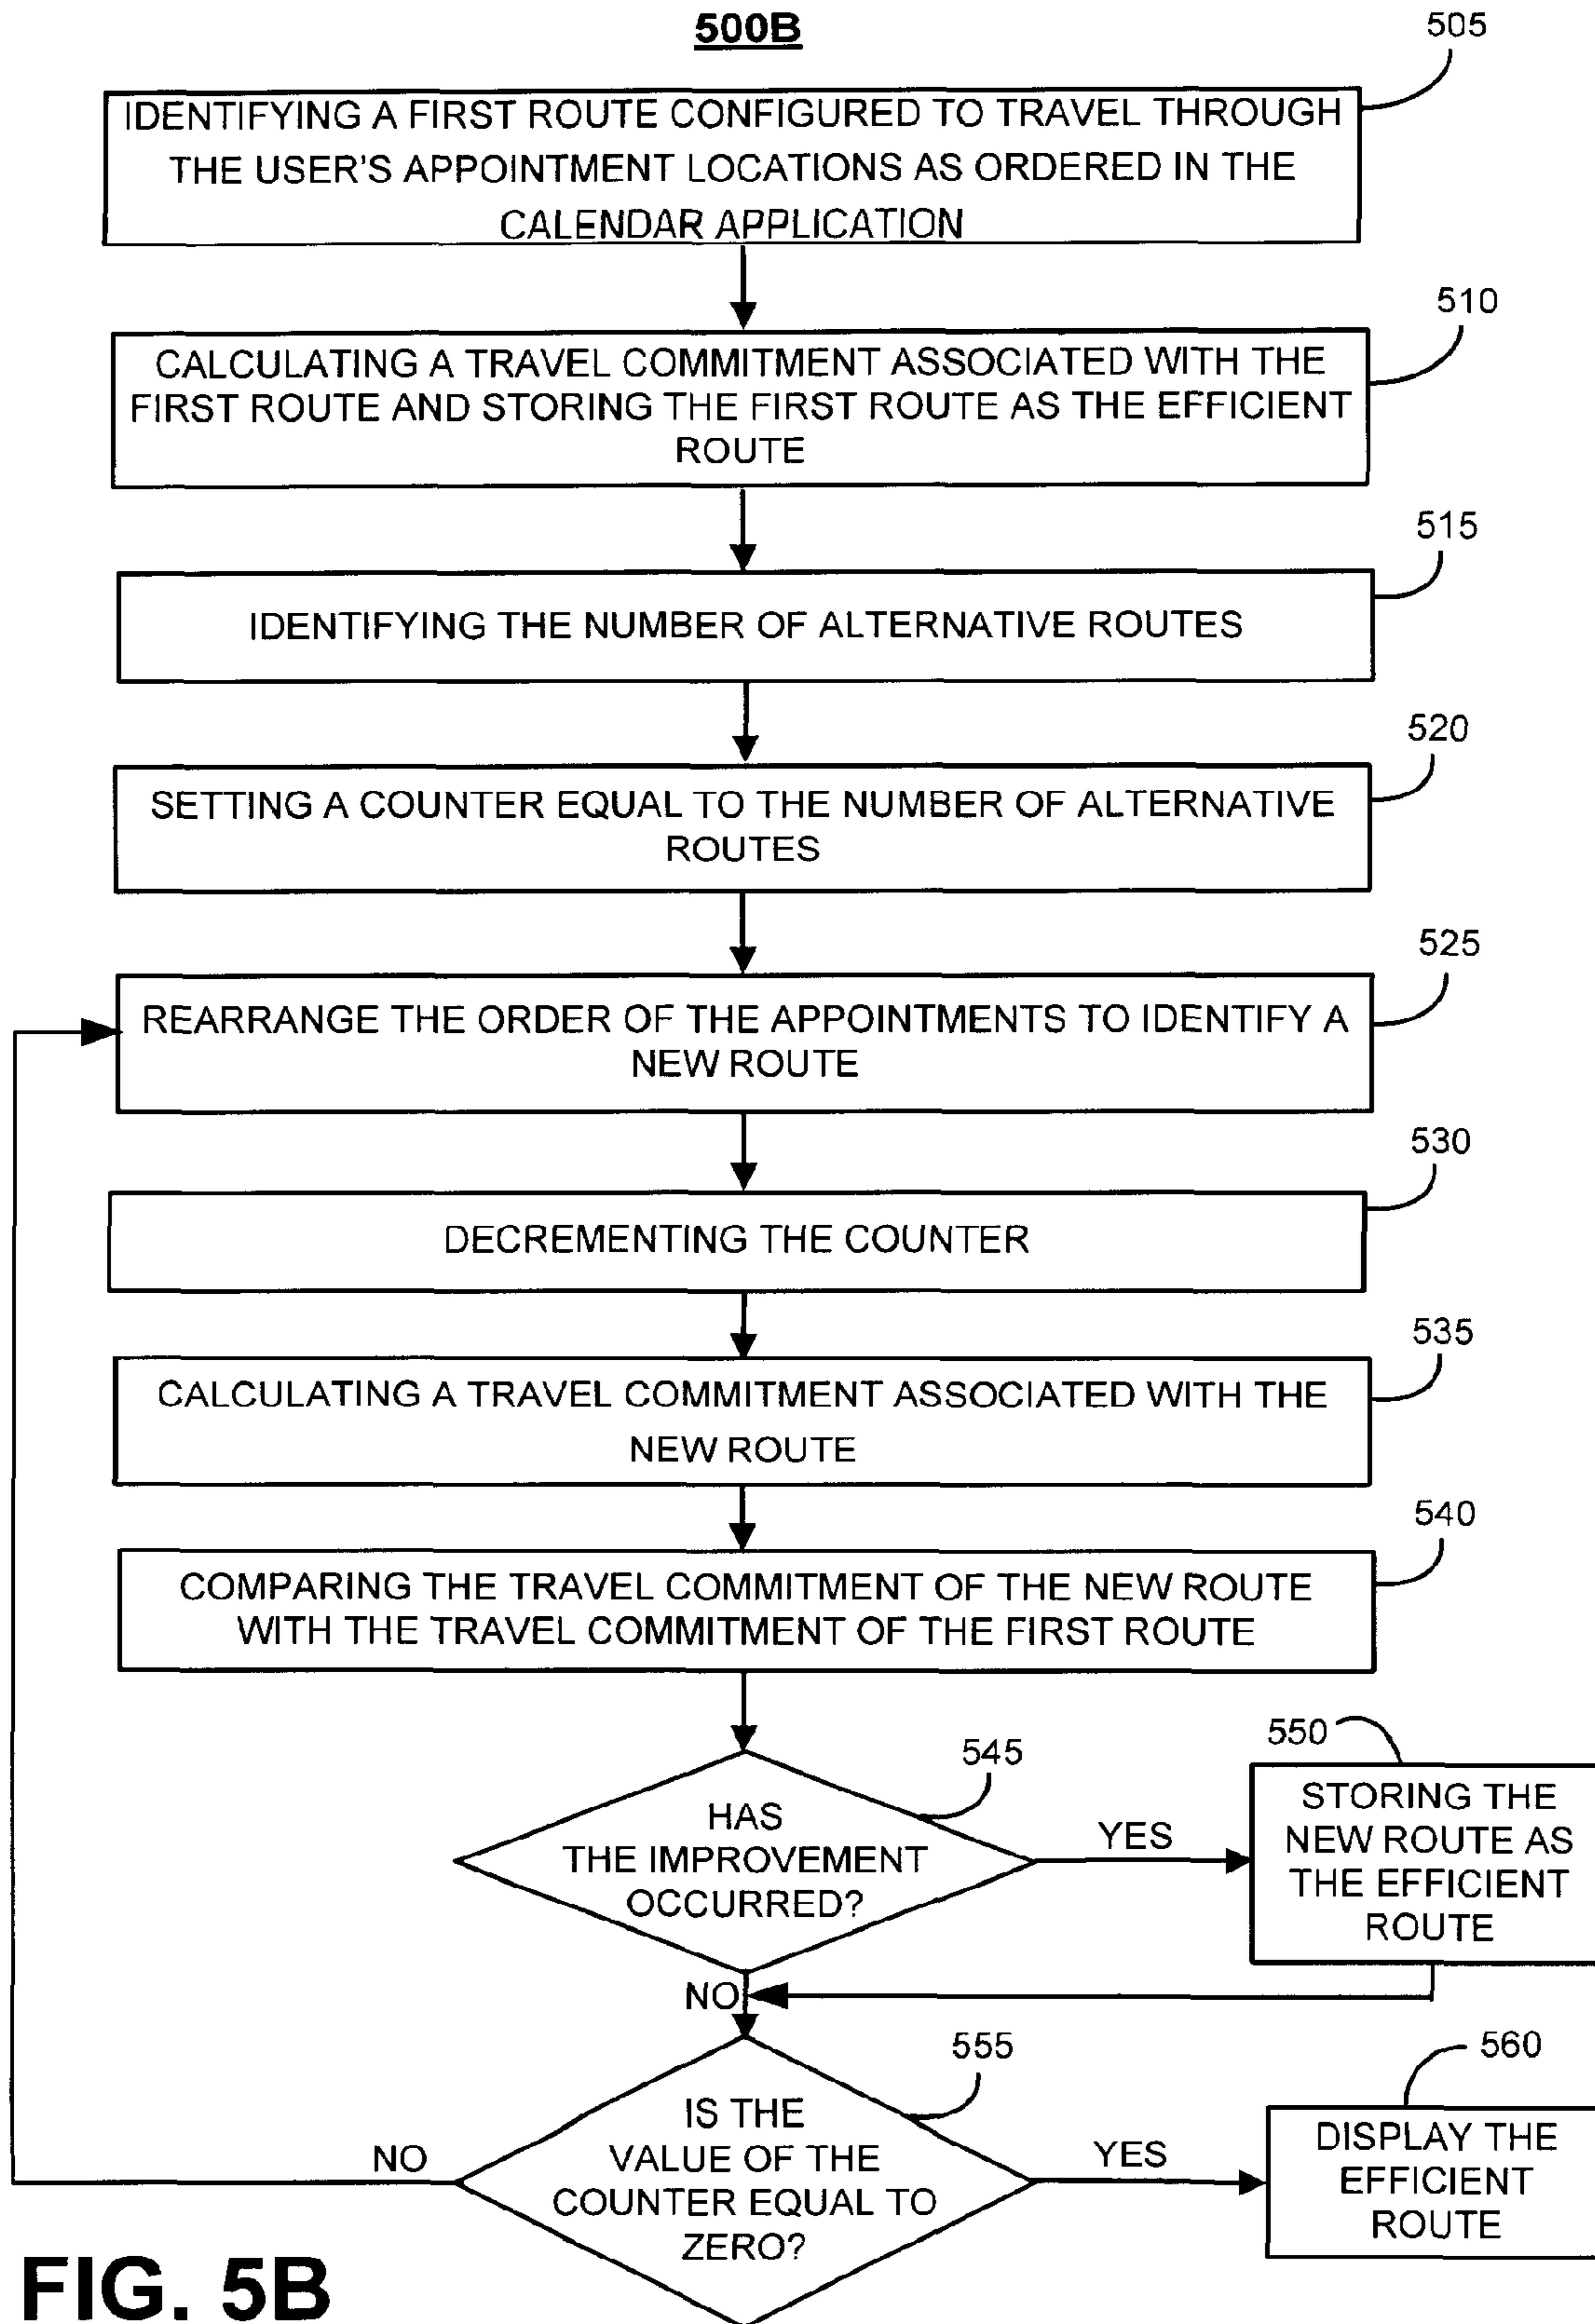 500B
505
IDENTIFYING A FIRST ROUTE CONFIGURED TO TRAVEL THROUGH
THE USER'S APPOINTMENT LOCATIONS AS ORDERED IN THE
CALENDAR APPLICATION
510
CALCULATING A TRAVEL COMMITMENT ASSOCIATED WITH THE
FIRST ROUTE AND STORING THE FIRST ROUTE AS THE EFFICIENT
ROUTE
515
IDENTIFYING THE NUMBER OF ALTERNATIVE ROUTES
520
SETTING A COUNTER EQUAL TO THE NUMBER OF ALTERNATIVE
ROUTES
525
REARRANGE THE ORDER OF THE APPOINTMENTS TO IDENTIFY A
NEW ROUTE
530
DECREMENTING THE COUNTER
535
CALCULATING A TRAVEL COMMITMENT ASSOCIATED WITH THE
NEW ROUTE
540
COMPARING THE TRAVEL COMMITMENT OF THE NEW ROUTE
WITH THE TRAVEL COMMITMENT OF THE FIRST ROUTE
545
HAS
THE IMPROVEMENT
OCCURRED?
YES
550
STORING THE
NEW ROUTE AS
THE EFFICIENT
ROUTE
NO
555
IS THE
VALUE OF THE
COUNTER EQUAL TO
ZERO?
NO
YES
560
DISPLAY THE
EFFICIENT
ROUTE
FIG. 5B